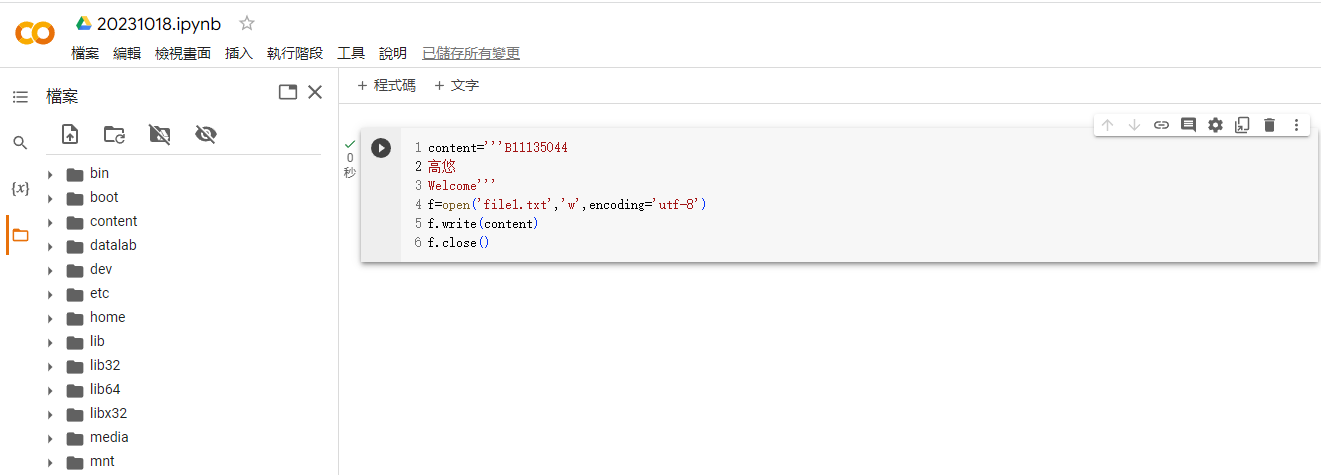 20231018.ipynb
檔案 編輯 檢視畫面 插入 執行階段 工具 說明 已儲存所有變更
檔案
+ 程式碼 + 文字
{x}
bin
boot
content
datalab
dev
etc
home
lib
lib32
lib64
libx32
media
mnt
0
秒
1 content='''B11135044
2 高悠
3 Welcome'''
4 f=open('file1.txt','w',encoding='utf-8')
5 f.write(content)
6 f.close()